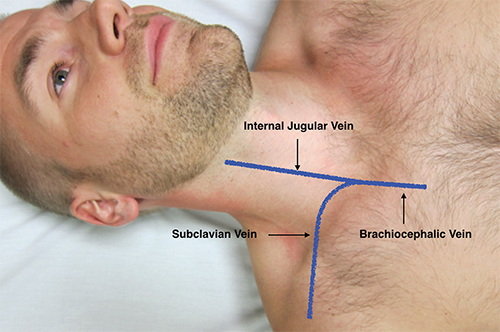 Internal Jugular Vein
Subclavian Vein
Brachiocephalic Vein